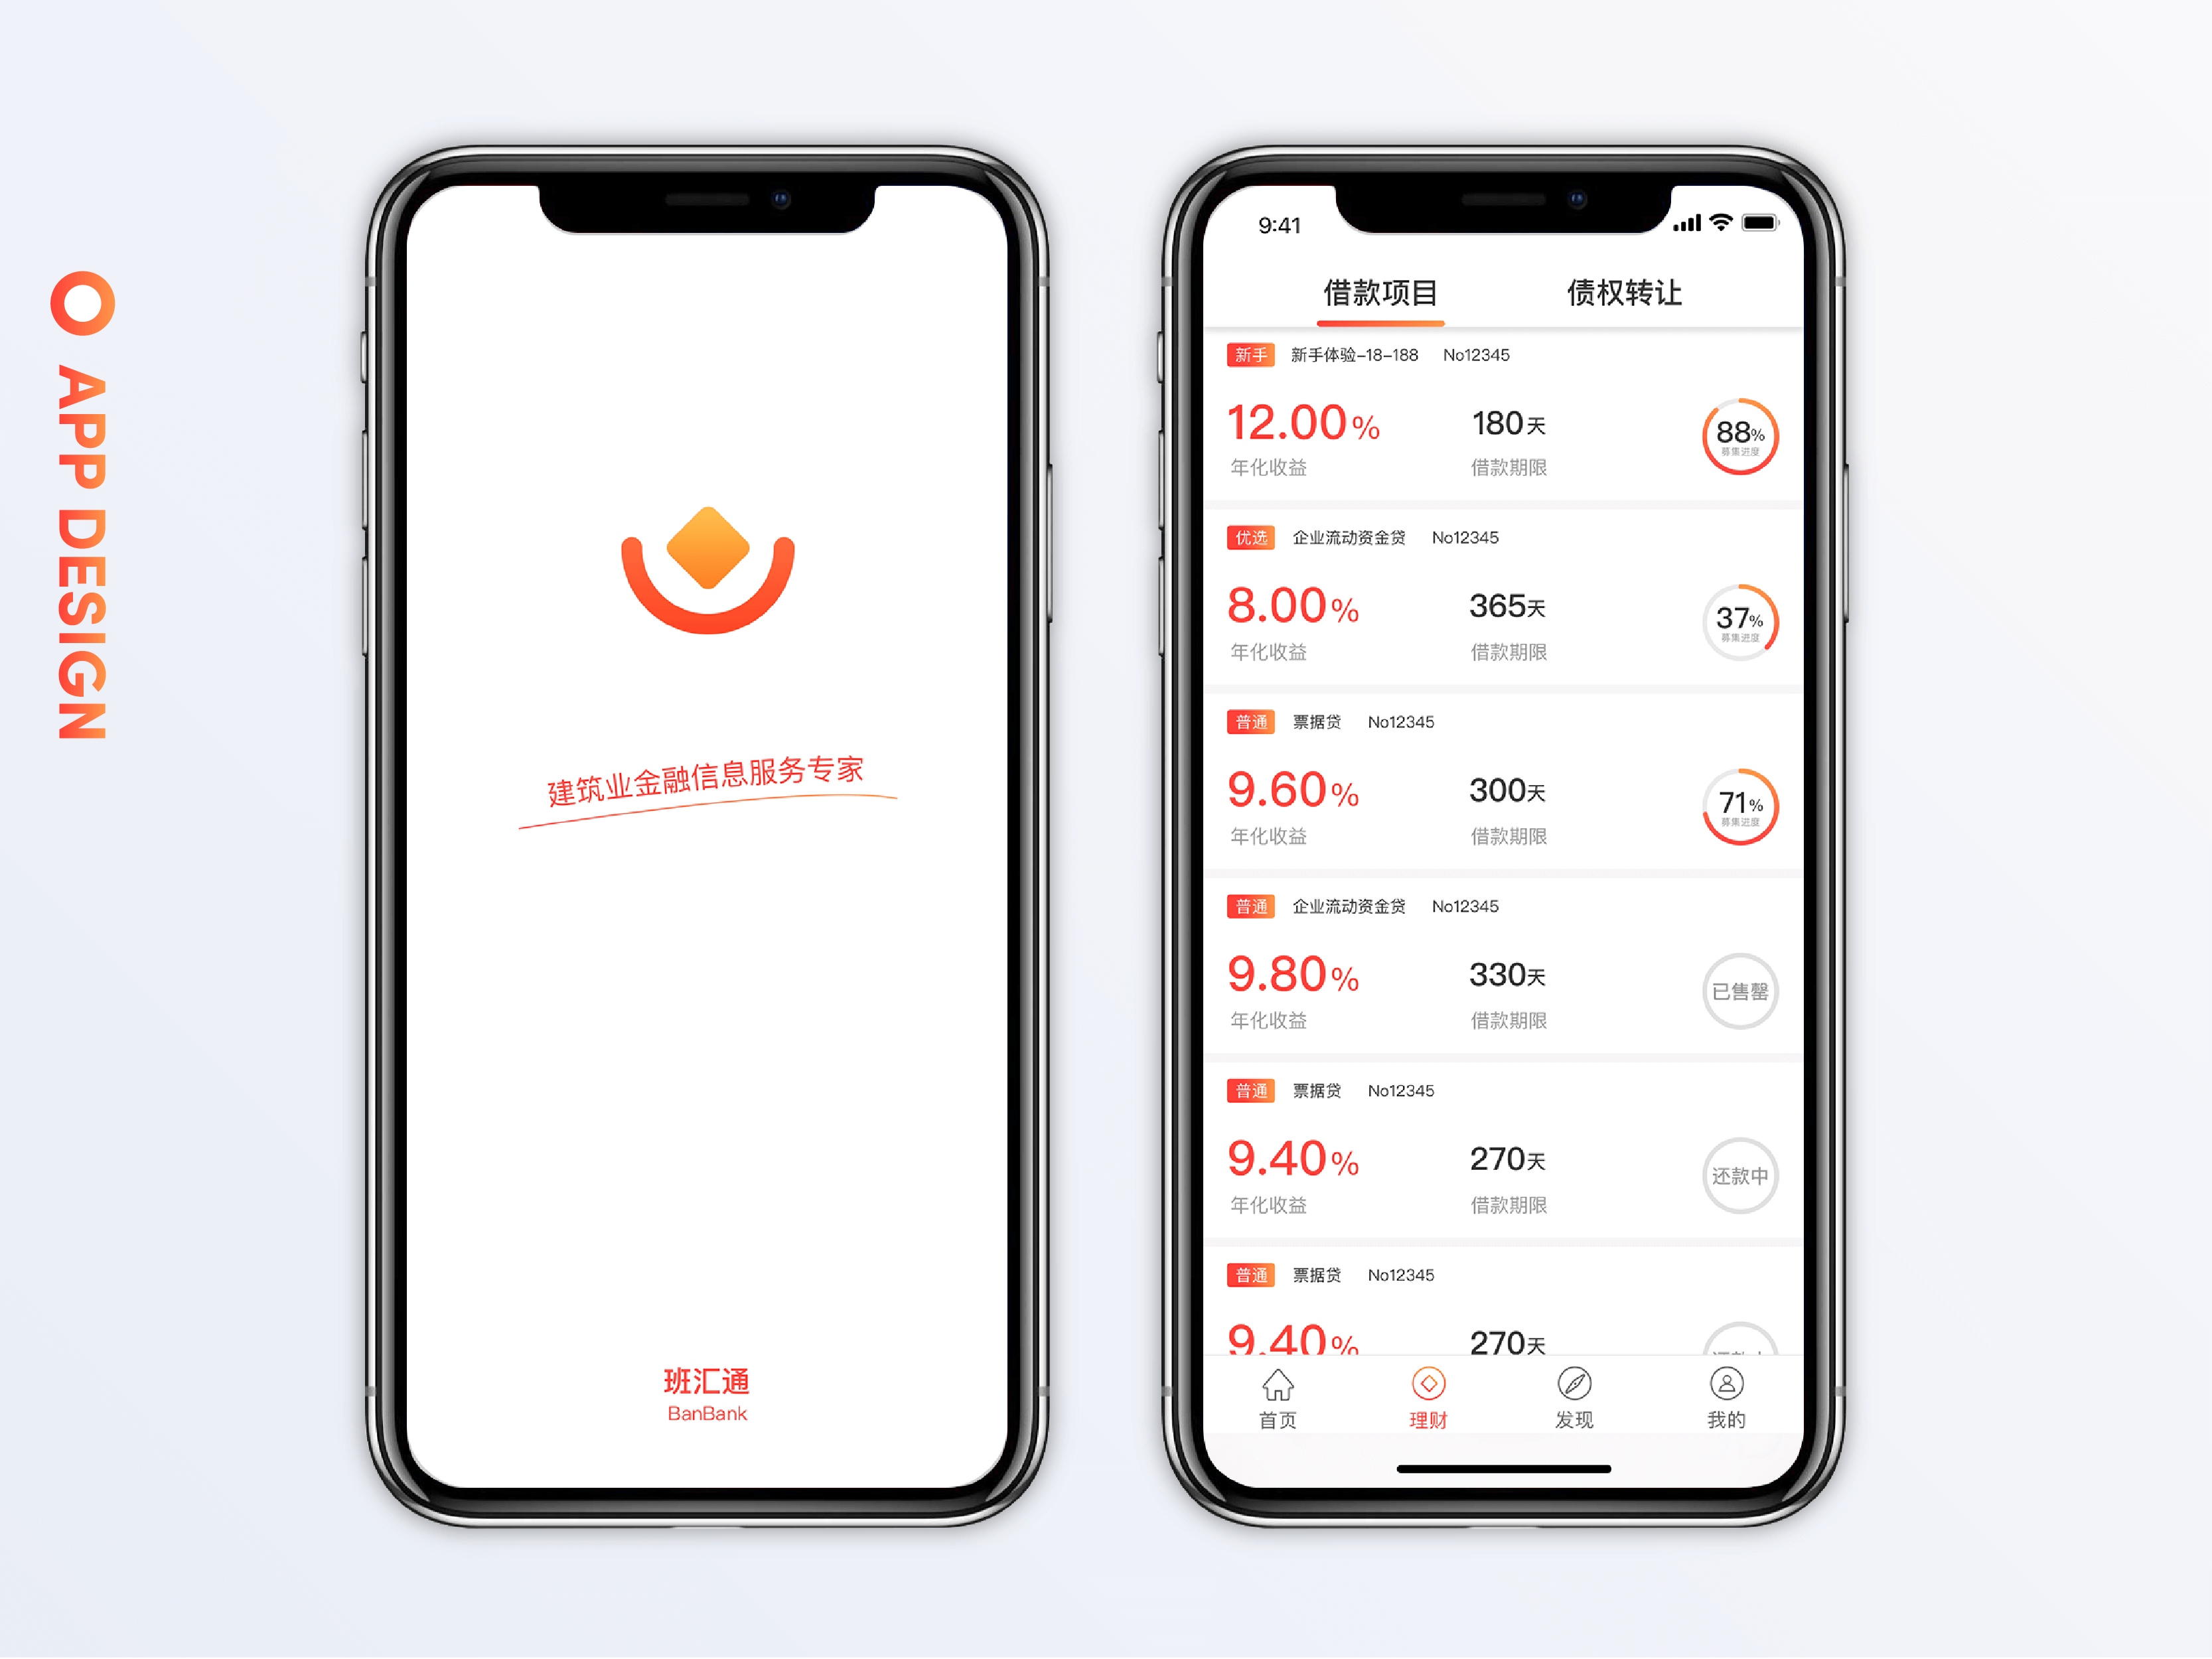 APP DESIGN
建筑业金融信息服务专家
班汇通
BanBank
9:41
借款项目 债权转让
新手 新手体验-18-188 No12345
12.00% 180天 88%
募集进度
年化收益 借款期限
优选 企业流动资金贷 No12345
8.00% 365天 37%
募集进度
年化收益 借款期限
普通 票据贷 No12345
9.60% 300天 71%
募集进度
年化收益 借款期限
普通 企业流动资金贷 No12345
9.80% 330天 已售罄
年化收益 借款期限
普通 票据贷 No12345
9.40% 270天 还款中
年化收益 借款期限
普通 票据贷 No12345
9.40% 270天
首页 理财 发现 我的